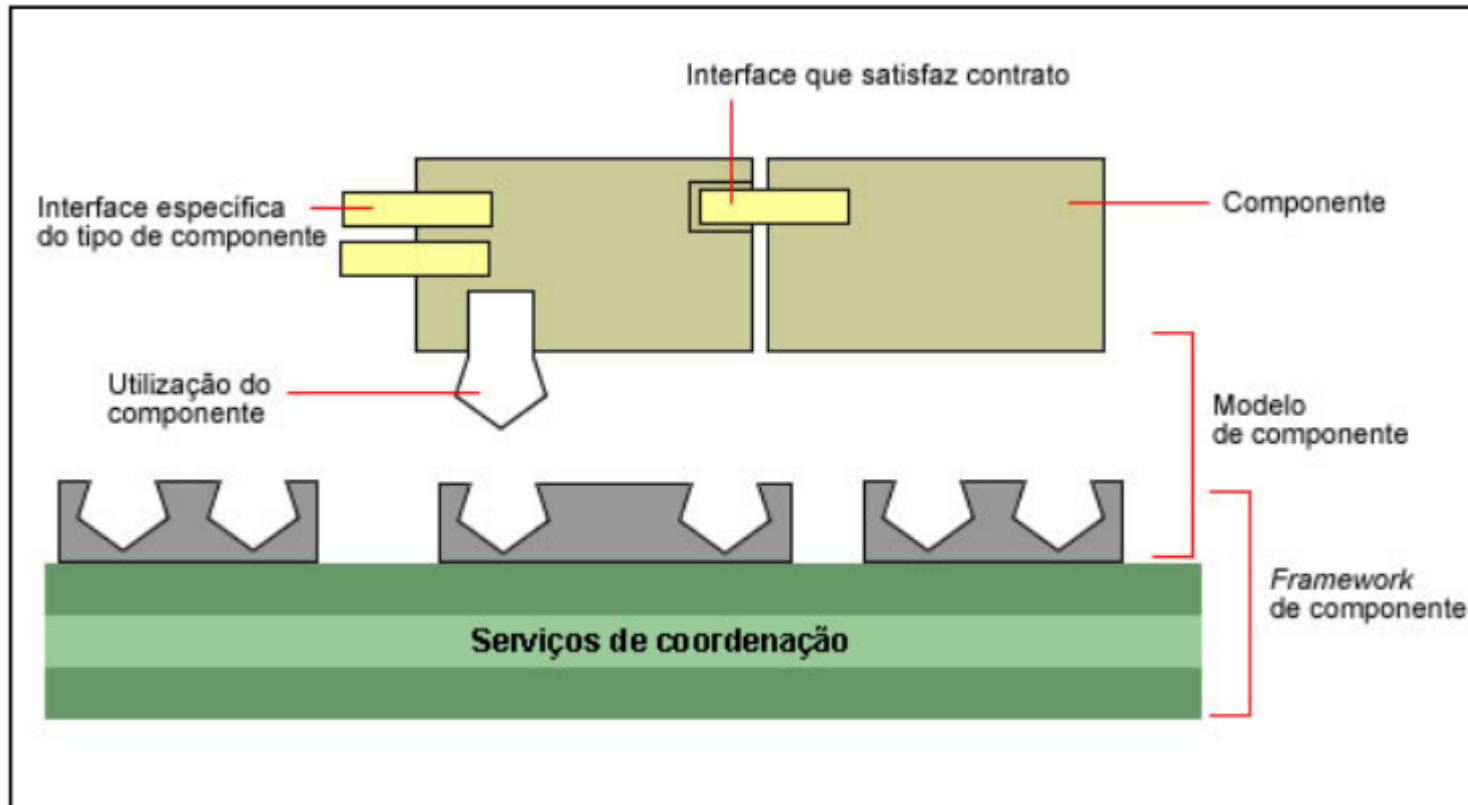 Interface que satisfaz contrato
Interface específica
do tipo de componente
Componente
Utilização do
componente
Modelo
de componente
Framework
de componente
Serviços de coordenação